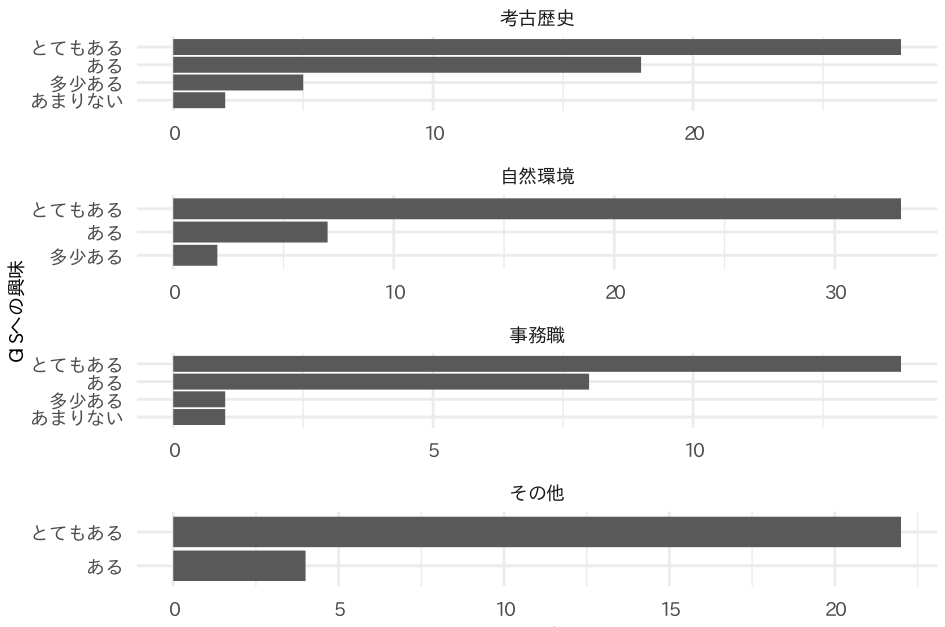 考古歴史
とてもある
ある
多少ある
あまりない
0 10 20
自然環境
とてもある
ある
多少ある
0 10 20 30
GISへの興味
事務職
とてもある
ある
多少ある
あまりない
0 5 10
その他
とてもある
ある
0 5 10 15 20